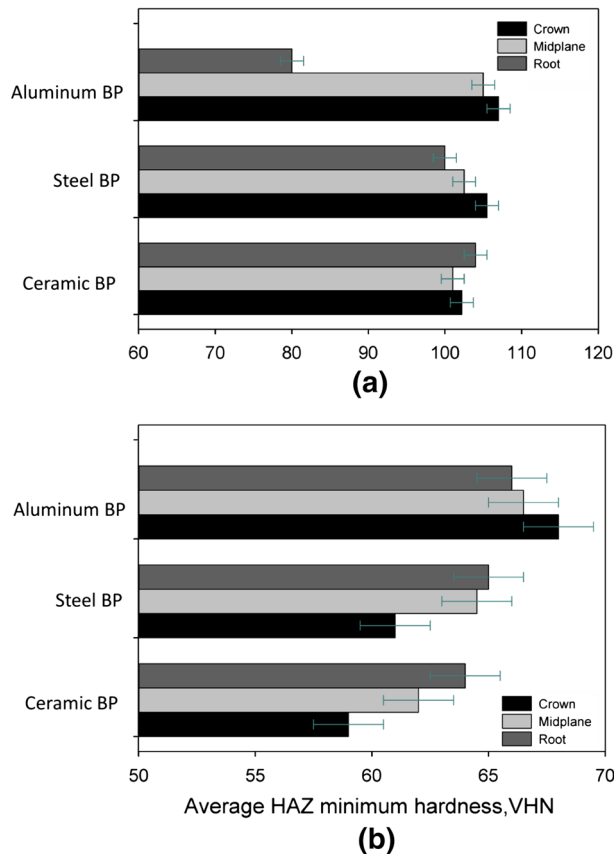 Crown
Midplane
Root
Aluminum BP
Steel BP
Ceramic BP
60 70 80 90 100 110 120
(a)
Aluminum BP
Steel BP
Ceramic BP
Crown
Midplane
Root
50 55 60 65 70
Average HAZ minimum hardness,VHN
(b)